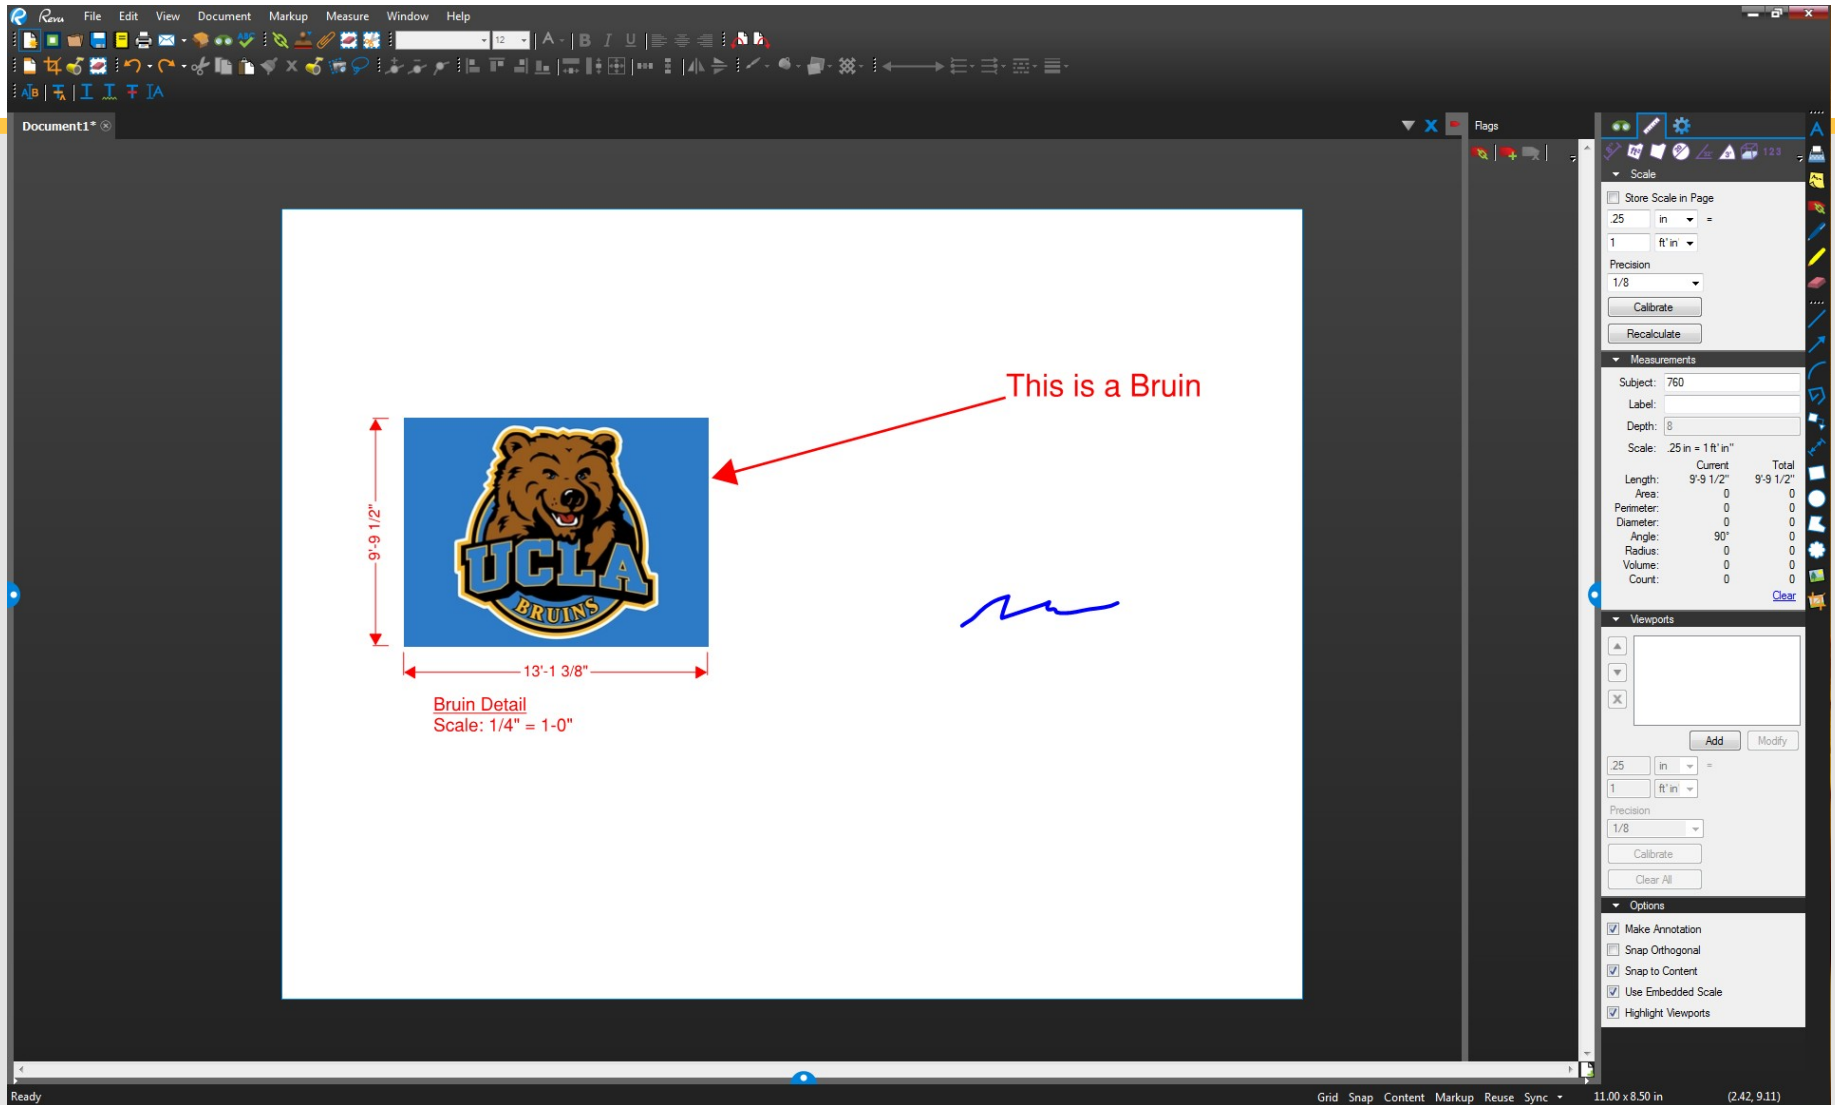 Revu File Edit View Document Markup Measure Window Help
12 A B I U
ABC
AB T I I T IA
Document1*
Flags
123
Scale
Store Scale in Page
.25 in =
1 ft' in
Precision
1/8
Calibrate
Recalculate
Measurements
Subject: 760
Label:
Depth: 8
Scale: .25 in = 1 ft' in"
Current Total
Length: 9'-9 1/2" 9'-9 1/2"
Area: 0 0
Perimeter: 0 0
Diameter: 0 0
Angle: 90° 0
Radius: 0 0
Volume: 0 0
Count: 0 0
Clear
Viewports
Add Modify
.25 in =
1 ft' in
Precision
1/8
Calibrate
Clear All
Options
Make Annotation
Snap Orthogonal
Snap to Content
Use Embedded Scale
Highlight Viewports
This is a Bruin
9'-9 1/2"
UCLA
BRUINS
13'-1 3/8"
Bruin Detail
Scale: 1/4" = 1-0"
Ready
Grid Snap Content Markup Reuse Sync 11.00 x 8.50 in (2.42, 9.11)